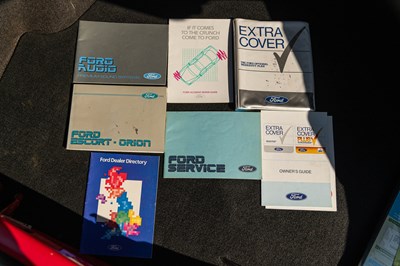 FORD
AUDIO
Ford
IF IT COMES
TO THE CRUNCH
COME TO FORD
EXTRA
COVER
Ford
FORD
ESCORT · ORION
FORD
SERVICE
Ford
EXTRA
COVER
EXTRA
COVER
OWNER'S GUIDE
Ford
Ford Dealer Directory